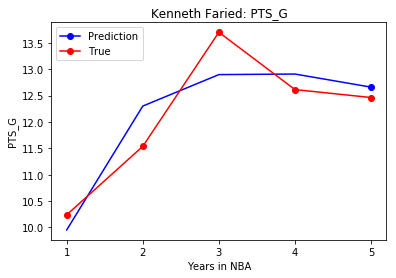 Kenneth Faried: PTS_G
Prediction
True
PTS_G
13.5
13.0
12.5
12.0
11.5
11.0
10.5
10.0
1 2 3 4 5
Years in NBA